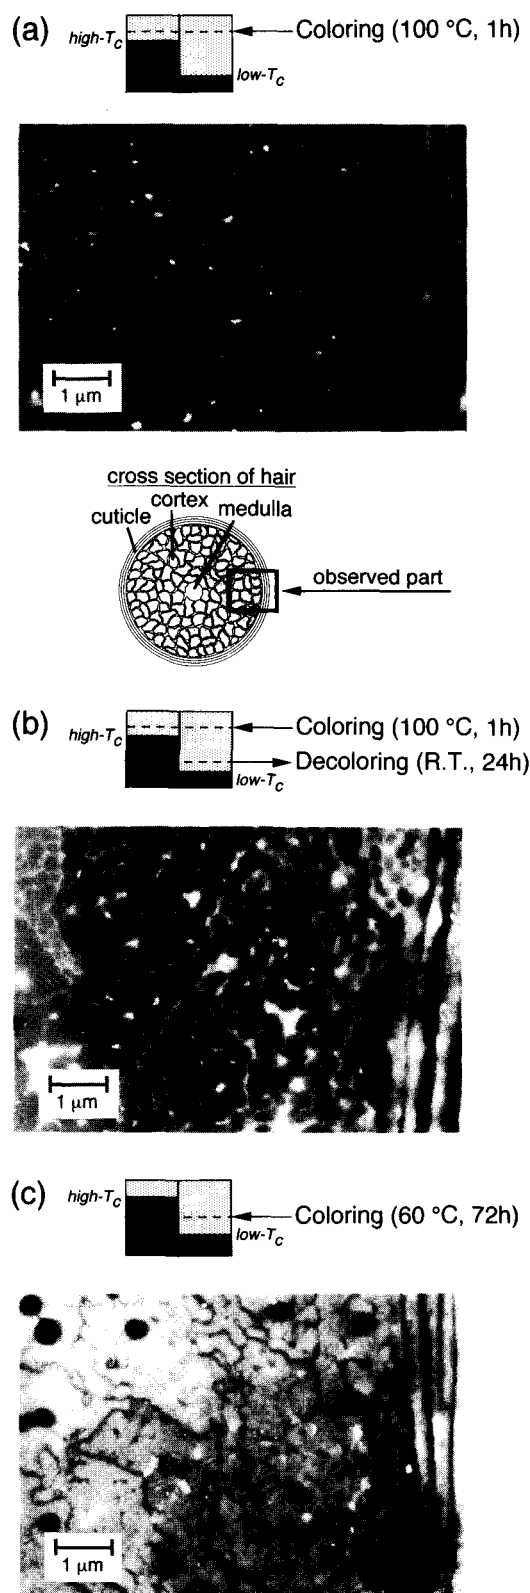 (a)
high-Tc
Coloring (100 °C, 1h)
low-Tc
1 μm
cross section of hair
cortex
cuticle
medulla
observed part
(b)
high-Tc
Coloring (100 °C, 1h)
Decoloring (R.T., 24h)
low-Tc
1 μm
(c)
high-Tc
Coloring (60 °C, 72h)
low-Tc
1 μm